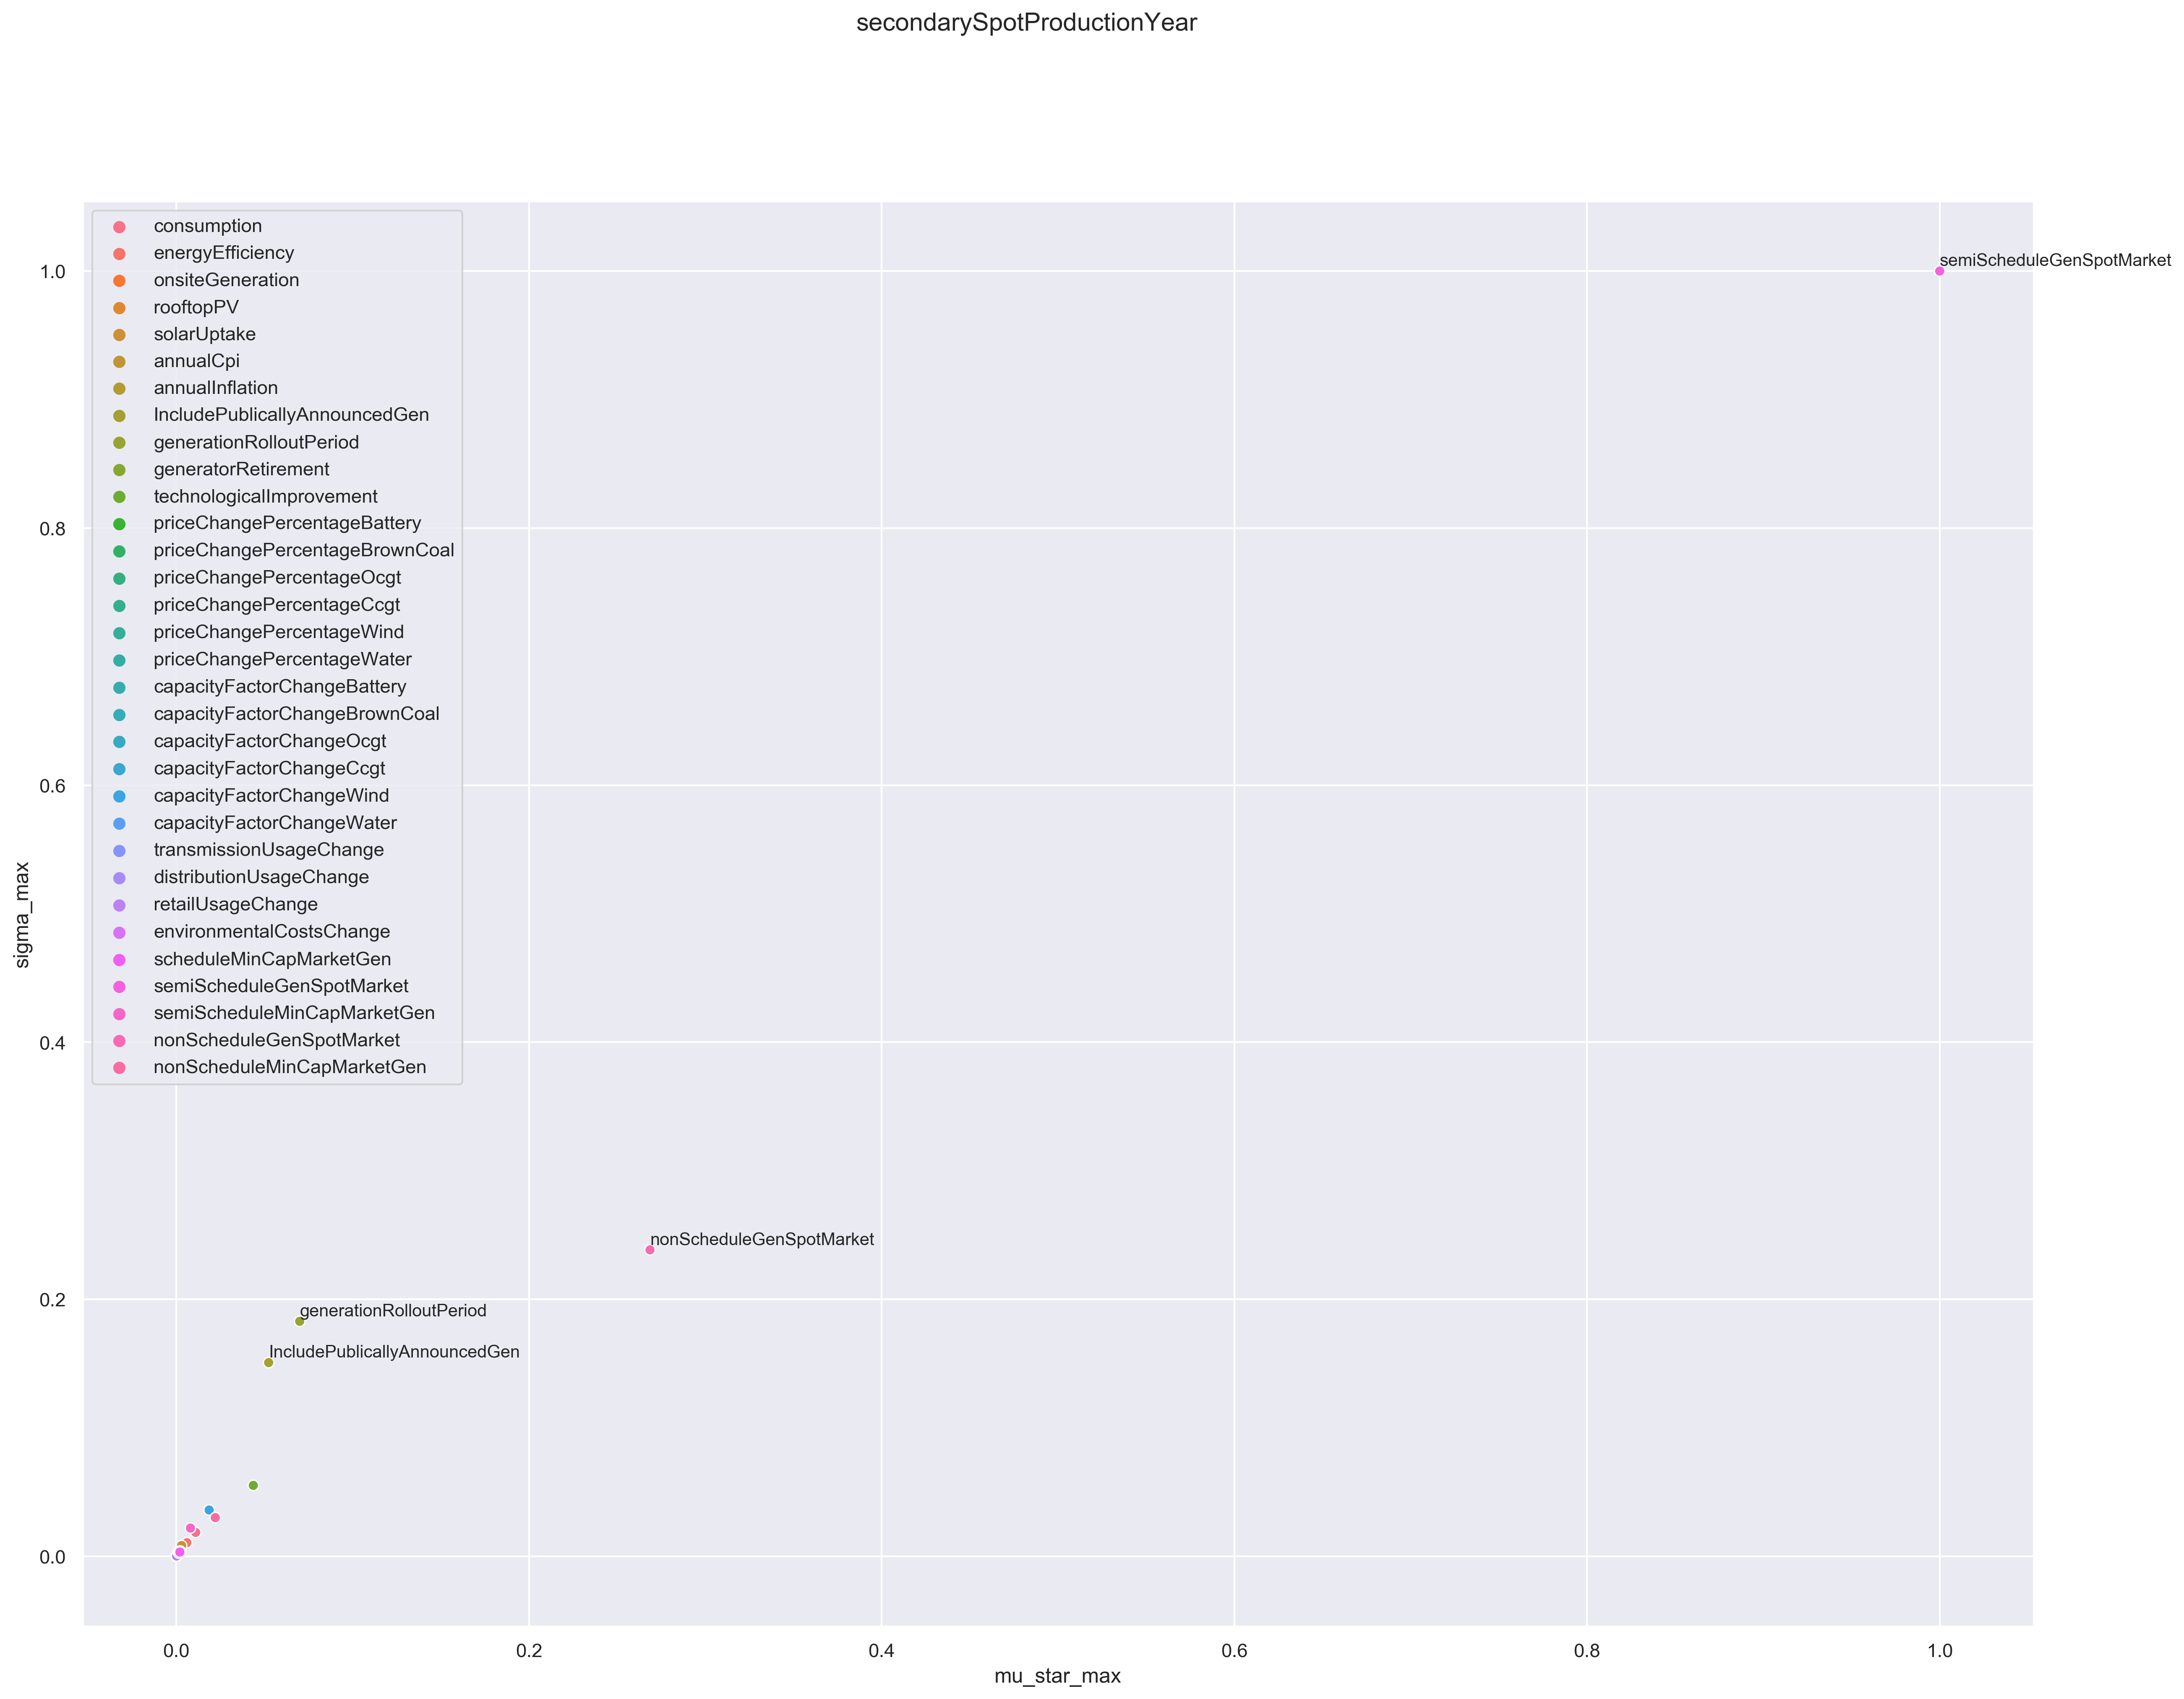 secondarySpotProductionYear
consumption
energyEfficiency
onsiteGeneration
rooftopPV
solarUptake
annualCpi
annualInflation
IncludePublicallyAnnouncedGen
generationRolloutPeriod
generatorRetirement
technologicalImprovement
priceChangePercentageBattery
priceChangePercentageBrownCoal
priceChangePercentageOcgt
priceChangePercentageCcgt
priceChangePercentageWind
priceChangePercentageWater
capacityFactorChangeBattery
capacityFactorChangeBrownCoal
capacityFactorChangeOcgt
capacityFactorChangeCcgt
capacityFactorChangeWind
capacityFactorChangeWater
transmissionUsageChange
distributionUsageChange
retailUsageChange
environmentalCostsChange
scheduleMinCapMarketGen
semiScheduleGenSpotMarket
semiScheduleMinCapMarketGen
nonScheduleGenSpotMarket
nonScheduleMinCapMarketGen
semiScheduleGenSpotMarket
nonScheduleGenSpotMarket
generationRolloutPeriod
IncludePublicallyAnnouncedGen
1.0
0.8
0.6
0.4
0.2
0.0
sigma_max
0.0 0.2 0.4 0.6 0.8 1.0
mu_star_max